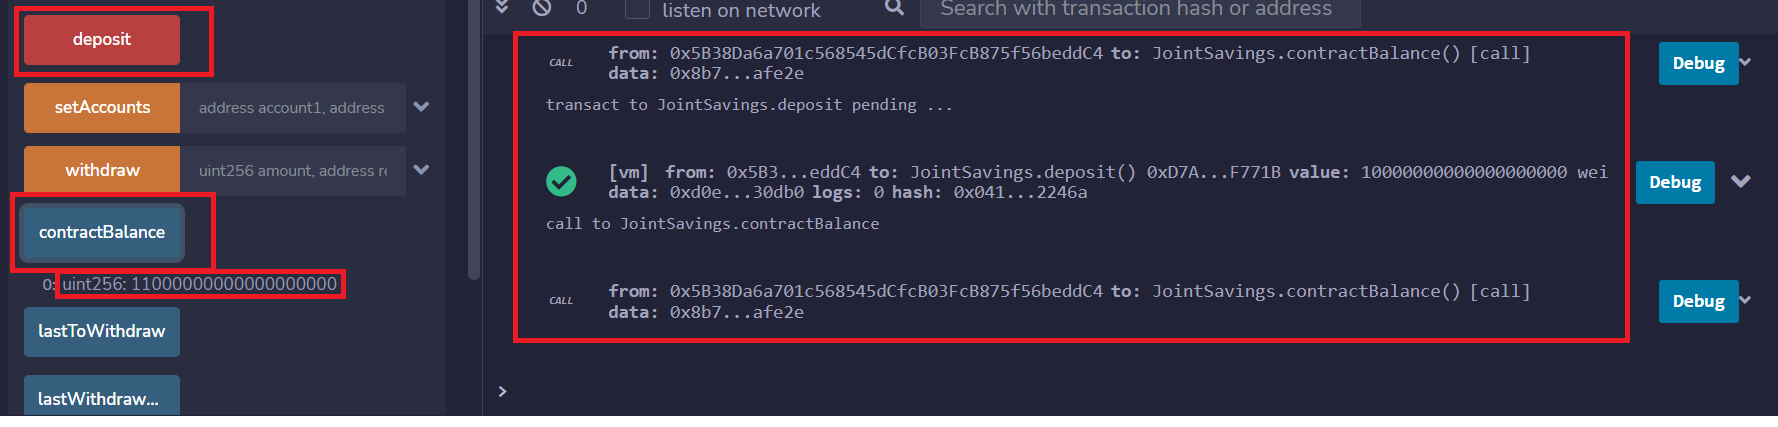 deposit
setAccounts
address account1, address
withdraw
uint256 amount, address re
contractBalance
0: uint256: 11000000000000000000
lastToWithdraw
lastWithdraw...
0
listen on network
Search with transaction hash or address
CALL
from: 0x5B38Da6a701c568545dCfcB03FcB875f56beddC4 to: JointSavings.contractBalance() [call]
data: 0x8b7...afe2e
Debug
transact to JointSavings.deposit pending ...
[vm] from: 0x5B3...eddC4 to: JointSavings.deposit() 0xD7A...F771B value: 10000000000000000000 wei
data: 0xd0e...30db0 logs: 0 hash: 0x041...2246a
Debug
call to JointSavings.contractBalance
CALL
from: 0x5B38Da6a701c568545dCfcB03FcB875f56beddC4 to: JointSavings.contractBalance() [call]
data: 0x8b7...afe2e
Debug
>